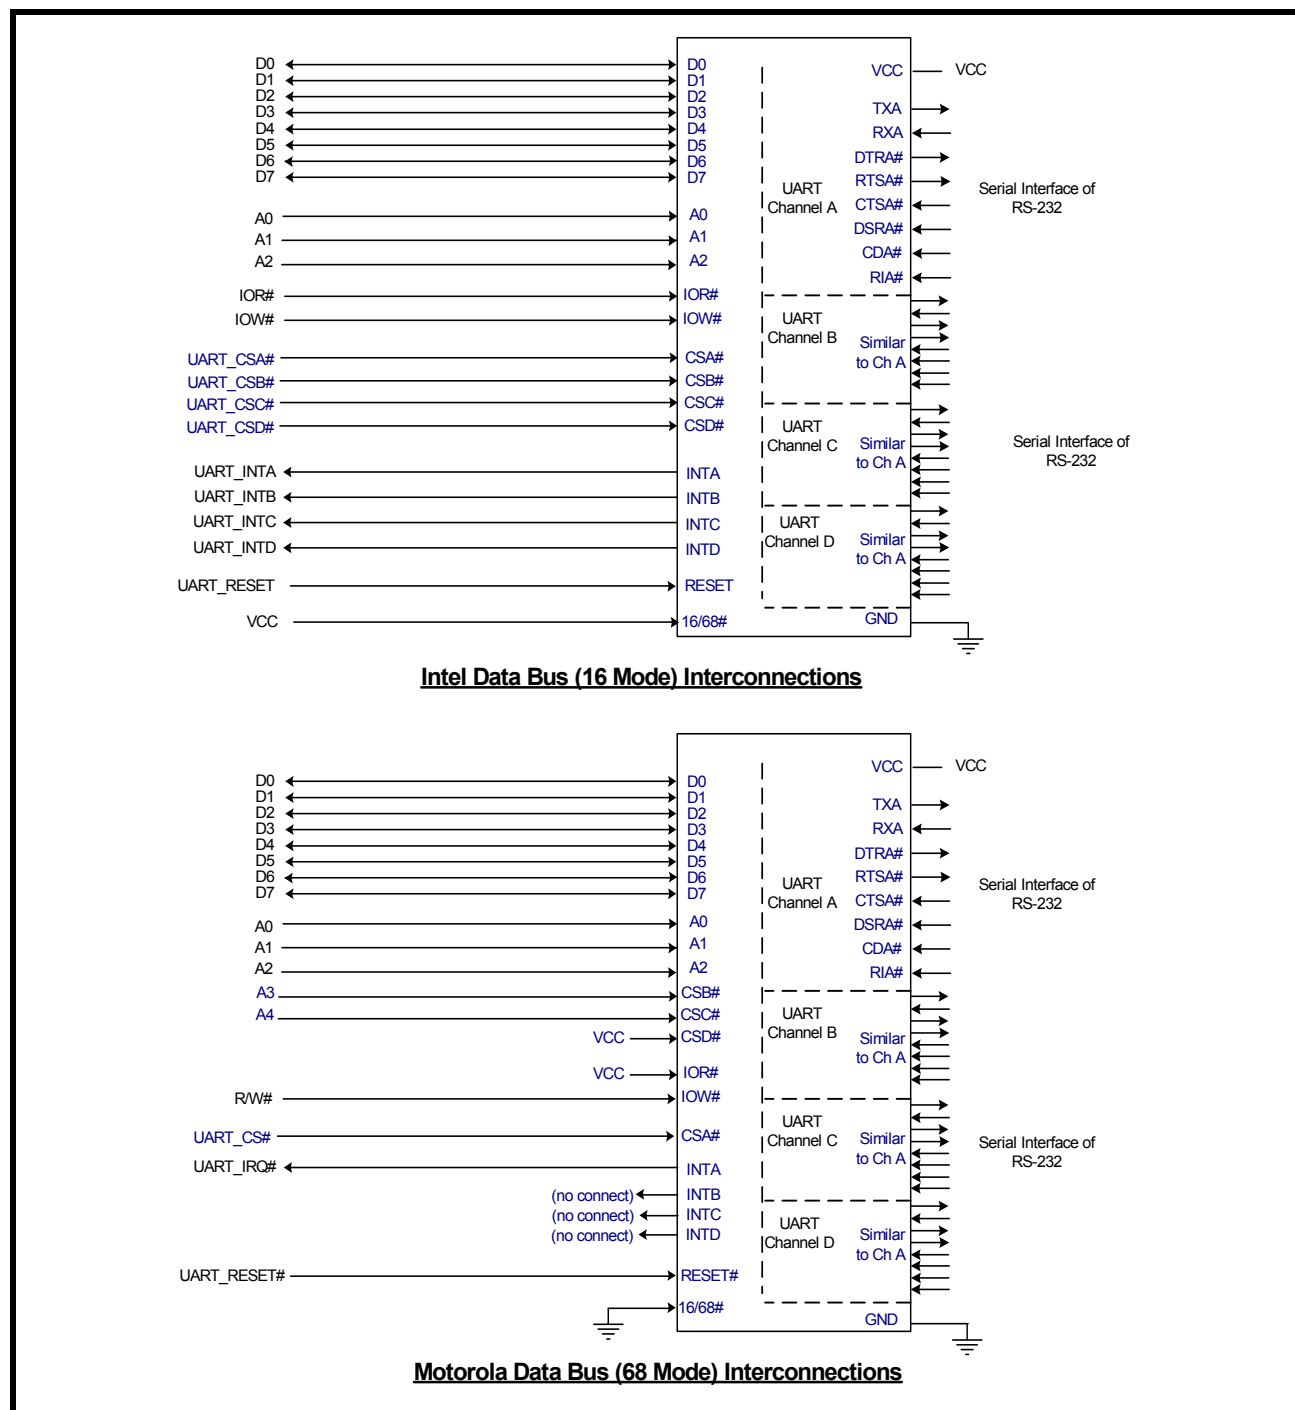 D0 D0 VCC VCC
D1 D1
D2 D2
D3 D3 TXA
D4 D4 RXA
D5 D5
D6 D6 DTRA#
D7 D7
UART
Channel A
RTSA#
Serial Interface of
RS-232
A0 A0 CTSA#
A1 A1 DSRA#
A2 A2 CDA#
RIA#
IOR# IOR#
IOW# IOW#
UART
Channel B
Similar
to Ch A
UART_CSA# CSA#
UART_CSB# CSB#
UART_CSC# CSC#
UART_CSD# CSD#
UART
Channel C
Similar
to Ch A
Serial Interface of
RS-232
UART_INTA INTA
UART_INTB INTB
UART_INTC INTC
UART_INTD INTD
UART
Channel D
Similar
to Ch A
UART_RESET RESET
VCC 16/68# GND
Intel Data Bus (16 Mode) Interconnections
VCC VCC
D0 D0
D1 D1
D2 D2 TXA
D3 D3 RXA
D4 D4
D5 D5 DTRA#
D6 D6
D7 D7
UART
Channel A
RTSA#
Serial Interface of
RS-232
CTSA#
A0 A0 DSRA#
A1 A1 CDA#
A2 A2 RIA#
A3 CSB#
A4 CSC#
VCC CSD#
UART
Channel B
Similar
to Ch A
VCC IOR#
R/W# IOW#
UART_CS# CSA#
UART
Channel C
Similar
to Ch A
Serial Interface of
RS-232
UART_IRQ# INTA
(no connect) INTB
(no connect) INTC
(no connect) INTD
UART
Channel D
Similar
to Ch A
UART_RESET# RESET#
16/68#
GND
Motorola Data Bus (68 Mode) Interconnections